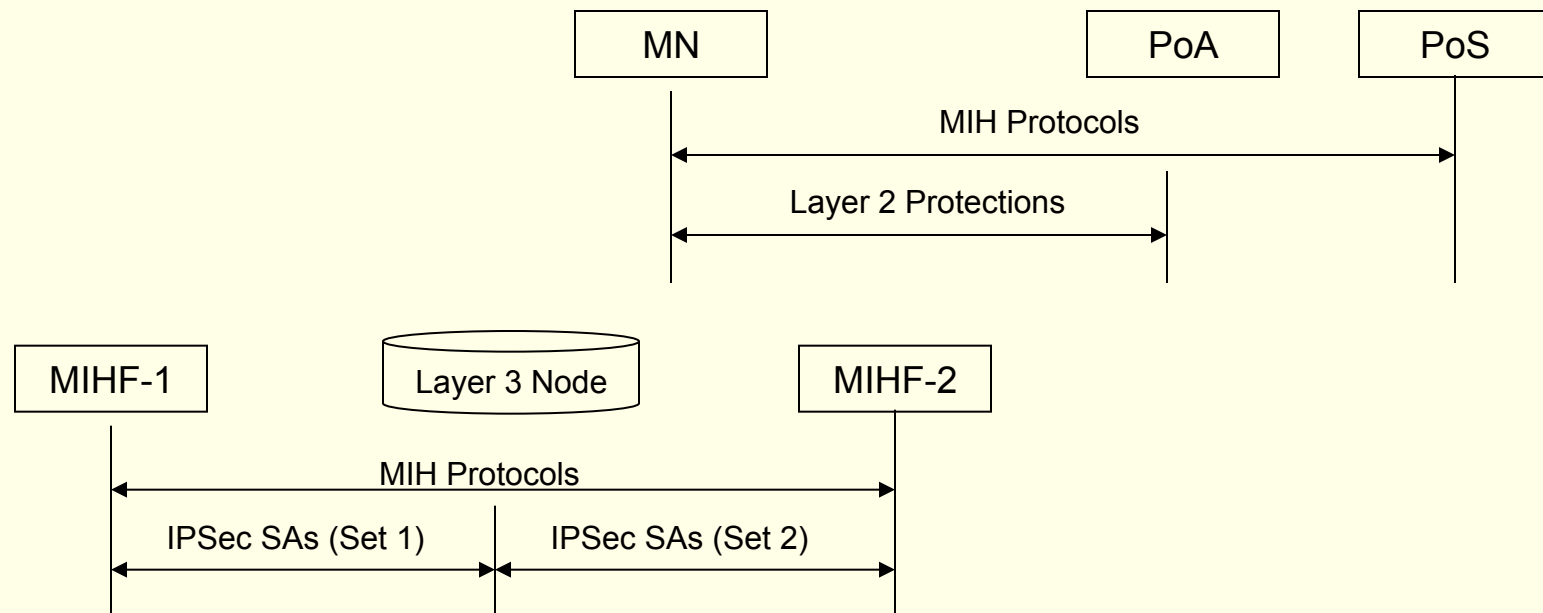 MN
PoA
PoS
MIH Protocols
Layer 2 Protections
MIHF-1
Layer 3 Node
MIHF-2
MIH Protocols
IPSec SAs (Set 1)
IPSec SAs (Set 2)